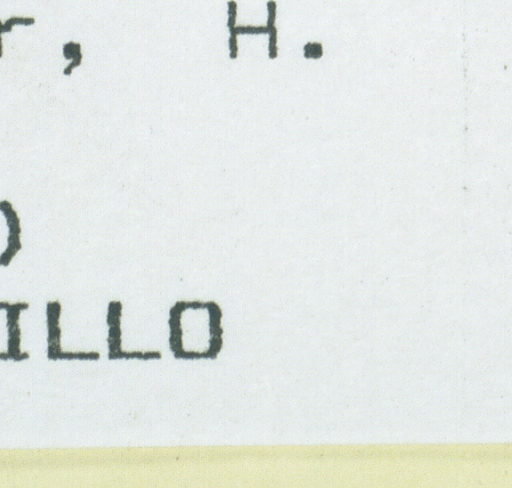 r, H.
)
ILLO